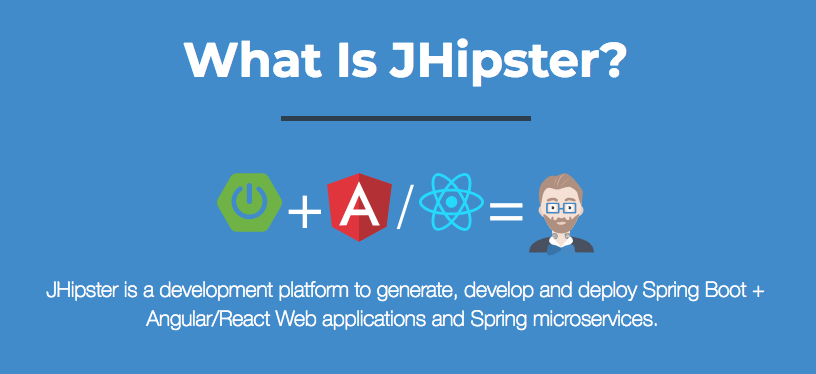 What Is JHipster?
+ A / =
JHipster is a development platform to generate, develop and deploy Spring Boot +
Angular/React Web applications and Spring microservices.